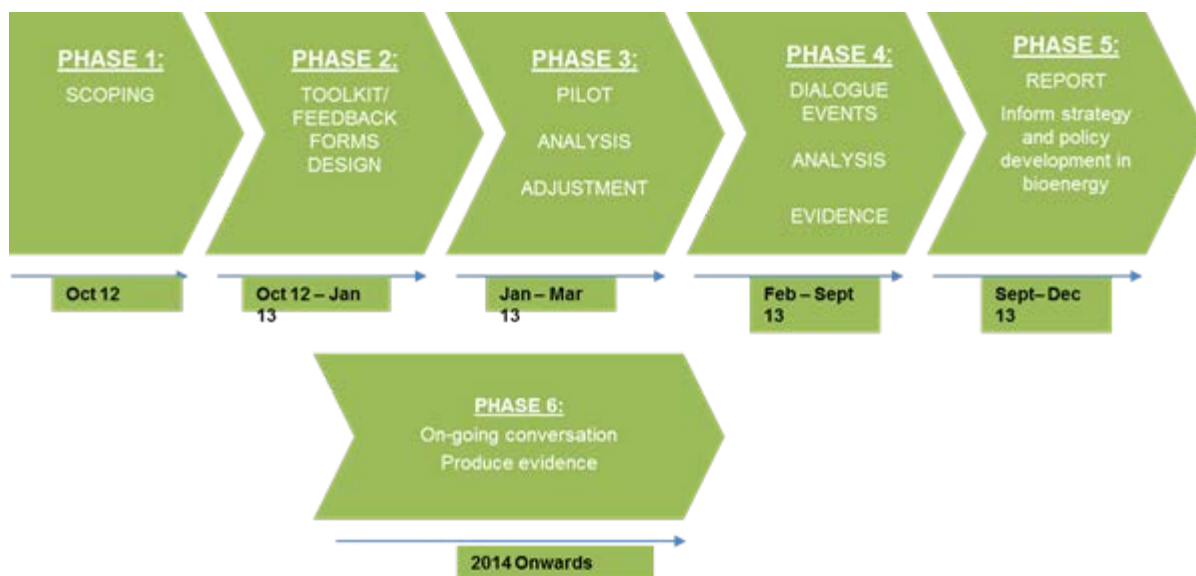 PHASE 1:
SCOPING
PHASE 2:
TOOLKIT/
FEEDBACK
FORMS
DESIGN
PHASE 3:
PILOT
ANALYSIS
ADJUSTMENT
PHASE 4:
DIALOGUE
EVENTS
ANALYSIS
EVIDENCE
PHASE 5:
REPORT
Inform strategy
and policy
development in
bioenergy
Oct 12
Oct 12 – Jan
13
Jan – Mar
13
Feb – Sept
13
Sept– Dec
13
PHASE 6:
On-going conversation
Produce evidence
2014 Onwards